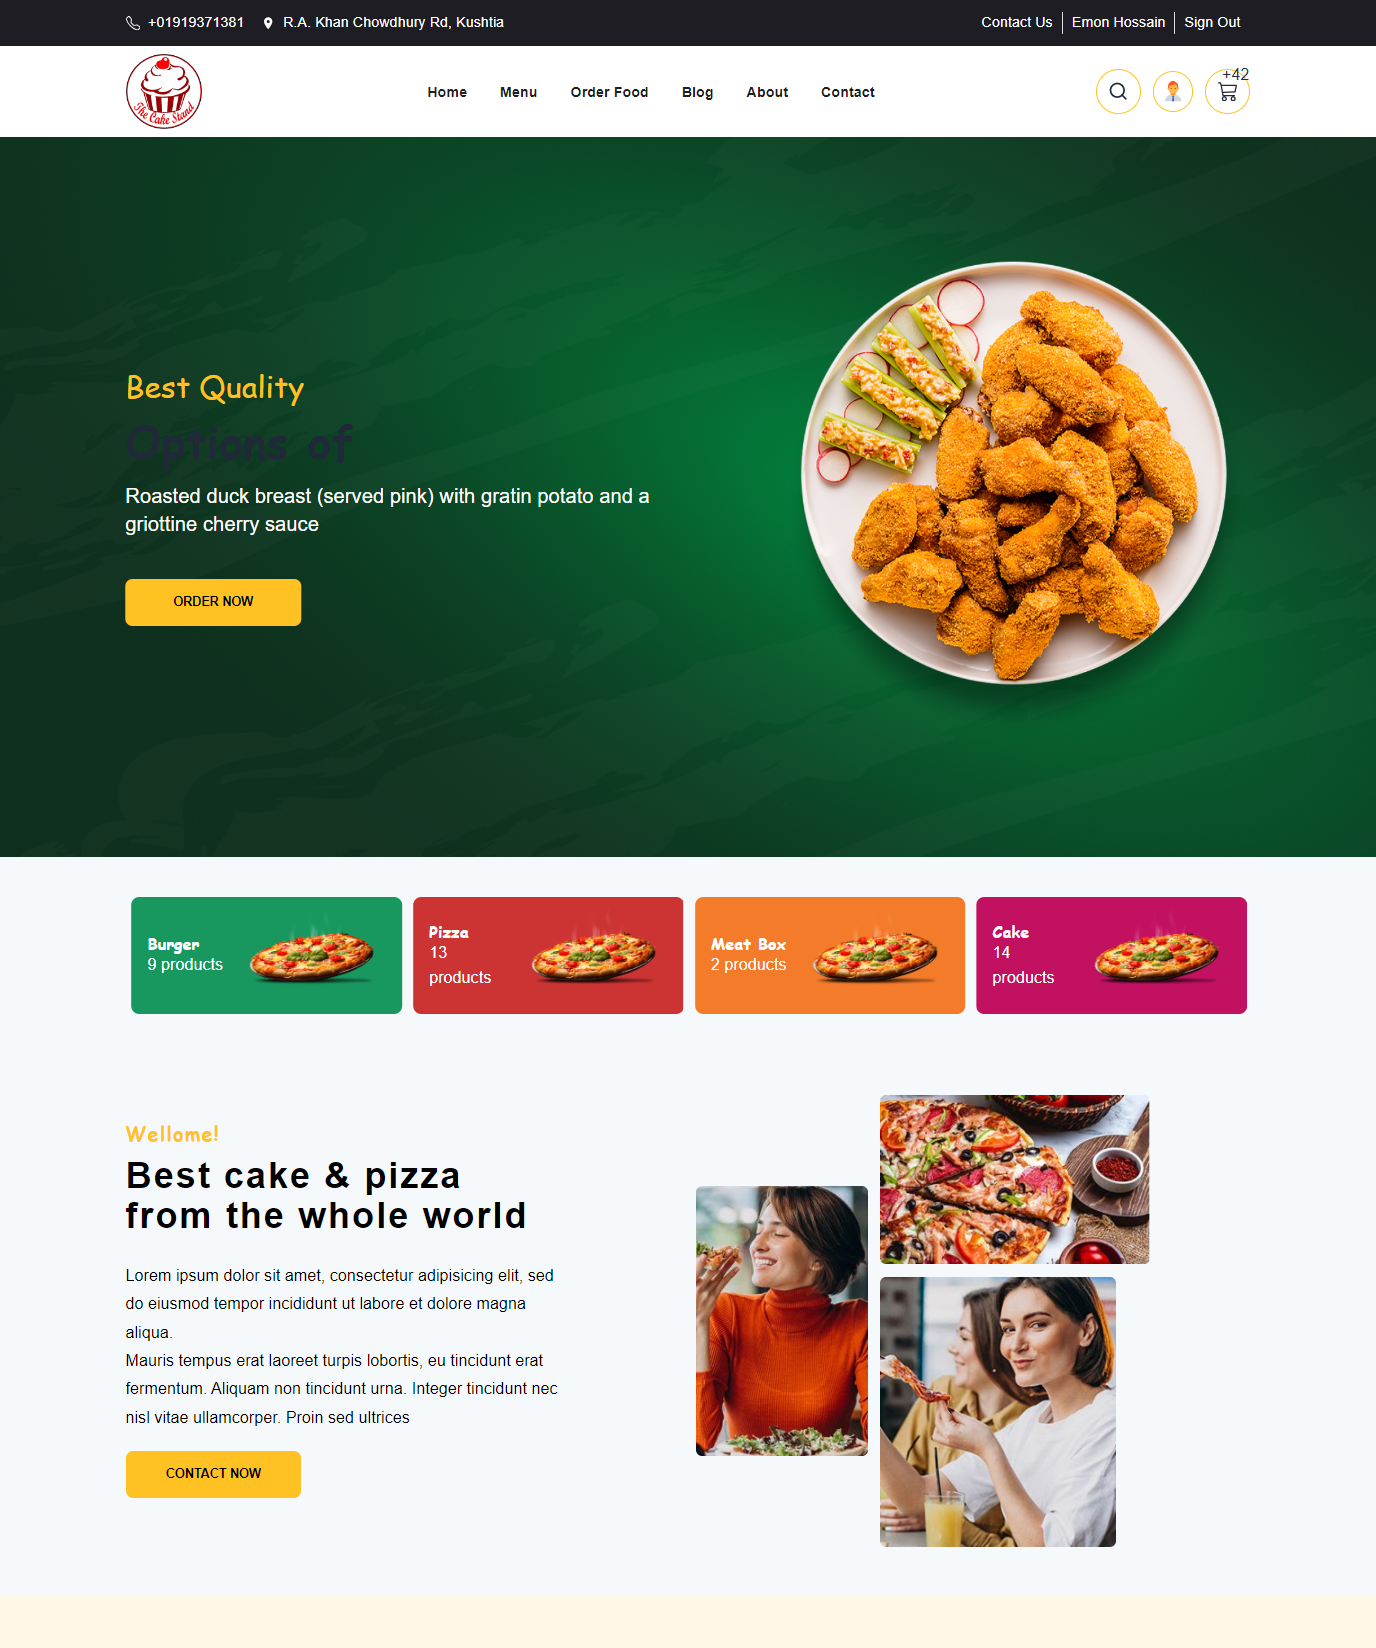 +01919371381
R.A. Khan Chowdhury Rd, Kushtia
Contact Us
Emon Hossain
Sign Out
The Cake Stand
Home
Menu
Order Food
Blog
About
Contact
+42
Best Quality
Options of
Roasted duck breast (served pink) with gratin potato and a
griottine cherry sauce
ORDER NOW
Burger
9 products
Pizza
13
products
Meat Box
2 products
Cake
14
products
Wellome!
Best cake & pizza
from the whole world
Lorem ipsum dolor sit amet, consectetur adipisicing elit, sed
do eiusmod tempor incididunt ut labore et dolore magna
aliqua.
Mauris tempus erat laoreet turpis lobortis, eu tincidunt erat
fermentum. Aliquam non tincidunt urna. Integer tincidunt nec
nisl vitae ullamcorper. Proin sed ultrices
CONTACT NOW